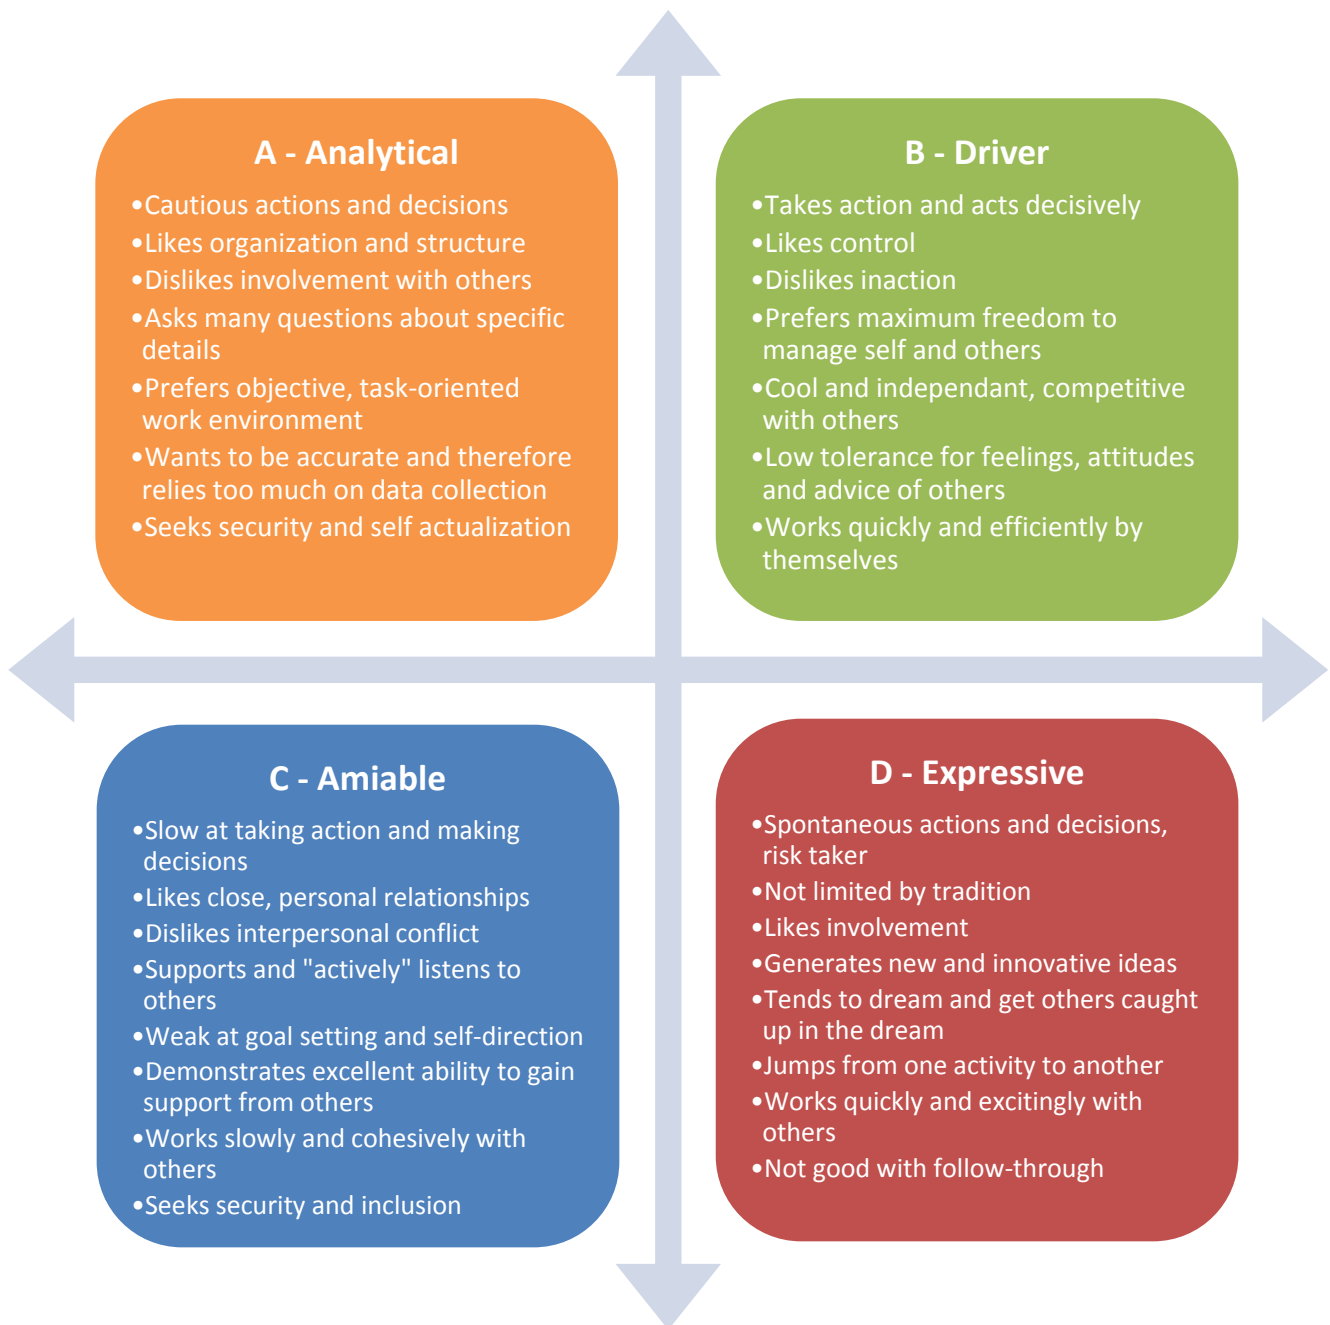 A - Analytical
•Cautious actions and decisions
•Likes organization and structure
•Dislikes involvement with others
•Asks many questions about specific
details
•Prefers objective, task-oriented
work environment
•Wants to be accurate and therefore
relies too much on data collection
•Seeks security and self actualization
B - Driver
•Takes action and acts decisively
•Likes control
•Dislikes inaction
•Prefers maximum freedom to
manage self and others
•Cool and independant, competitive
with others
•Low tolerance for feelings, attitudes
and advice of others
•Works quickly and efficiently by
themselves
C - Amiable
•Slow at taking action and making
decisions
•Likes close, personal relationships
•Dislikes interpersonal conflict
•Supports and "actively" listens to
others
•Weak at goal setting and self-direction
•Demonstrates excellent ability to gain
support from others
•Works slowly and cohesively with
others
•Seeks security and inclusion
D - Expressive
•Spontaneous actions and decisions,
risk taker
•Not limited by tradition
•Likes involvement
•Generates new and innovative ideas
•Tends to dream and get others caught
up in the dream
•Jumps from one activity to another
•Works quickly and excitingly with
others
•Not good with follow-through